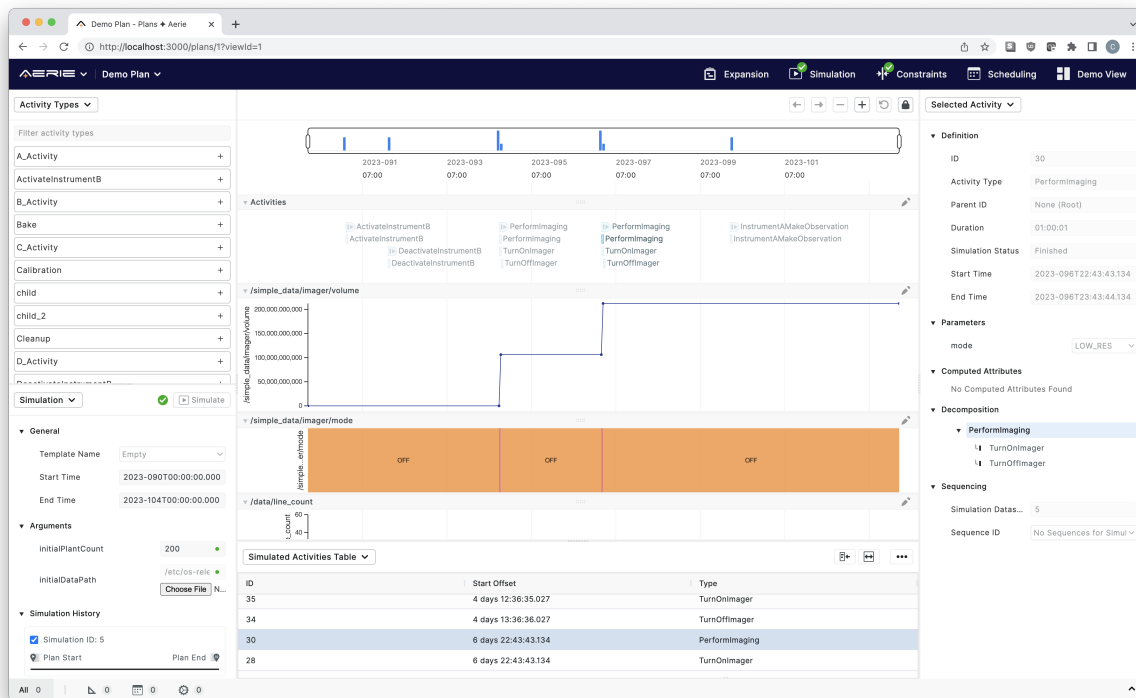 Demo Plan - Plans ✦ Aerie
http://localhost:3000/plans/1?viewId=1
AERIE
Demo Plan
Expansion
Simulation
Constraints
Scheduling
Demo View
Activity Types
Filter activity types
A_Activity
ActivateInstrumentB
B_Activity
Bake
C_Activity
Calibration
child
child_2
Cleanup
D_Activity
DeactivateInstrumentB
Simulation
Simulate
General
Template Name Empty
Start Time 2023-090T00:00:00.000
End Time 2023-104T00:00:00.000
Arguments
initialPlantCount 200
initialDataPath /etc/os-rele
Choose File N...
Simulation History
Simulation ID: 5
Plan Start Plan End
2023-091 2023-093 2023-095 2023-097 2023-099 2023-101
07:00 07:00 07:00 07:00 07:00 07:00
Activities
ActivateInstrumentB PerformImaging PerformImaging InstrumentAMakeObservation
ActivateInstrumentB PerformImaging PerformImaging InstrumentAMakeObservation
DeactivateInstrumentB TurnOnImager TurnOnImager
DeactivateInstrumentB TurnOffImager TurnOffImager
/simple_data/imager/volume
/simple_data/imager/volume
200,000,000,000
150,000,000,000
100,000,000,000
50,000,000,000
0
/simple_data/imager/mode
/simple...er/mode
OFF OFF OFF
/data/line_count
60
40
Simulated Activities Table
ID Start Offset Type
35 4 days 12:36:35.027 TurnOnImager
34 4 days 13:36:36.027 TurnOffImager
30 6 days 22:43:43.134 PerformImaging
28 6 days 22:43:43.134 TurnOnImager
Selected Activity
Definition
ID 30
Activity Type PerformImaging
Parent ID None (Root)
Duration 01:00:01
Simulation Status Finished
Start Time 2023-096T22:43:43.134
End Time 2023-096T23:43:44.134
Parameters
mode LOW_RES
Computed Attributes
No Computed Attributes Found
Decomposition
PerformImaging
TurnOnImager
TurnOffImager
Sequencing
Simulation Datas... 5
Sequence ID No Sequences for Simul
All 0 0 0 0